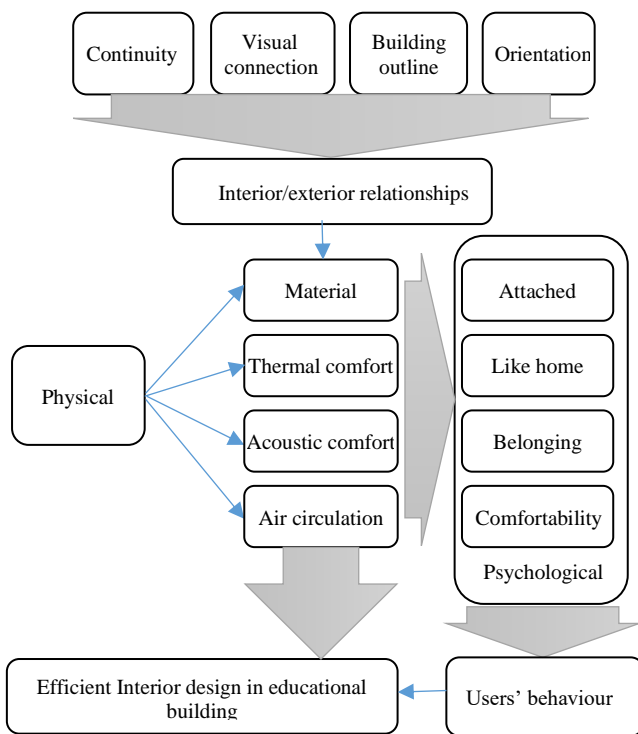 Continuity
Visual
connection
Building
outline
Orientation
Interior/exterior relationships
Material
Attached
Thermal comfort
Like home
Physical
Acoustic comfort
Belonging
Air circulation
Comfortability
Psychological
Efficient Interior design in educational
building
Users’ behaviour